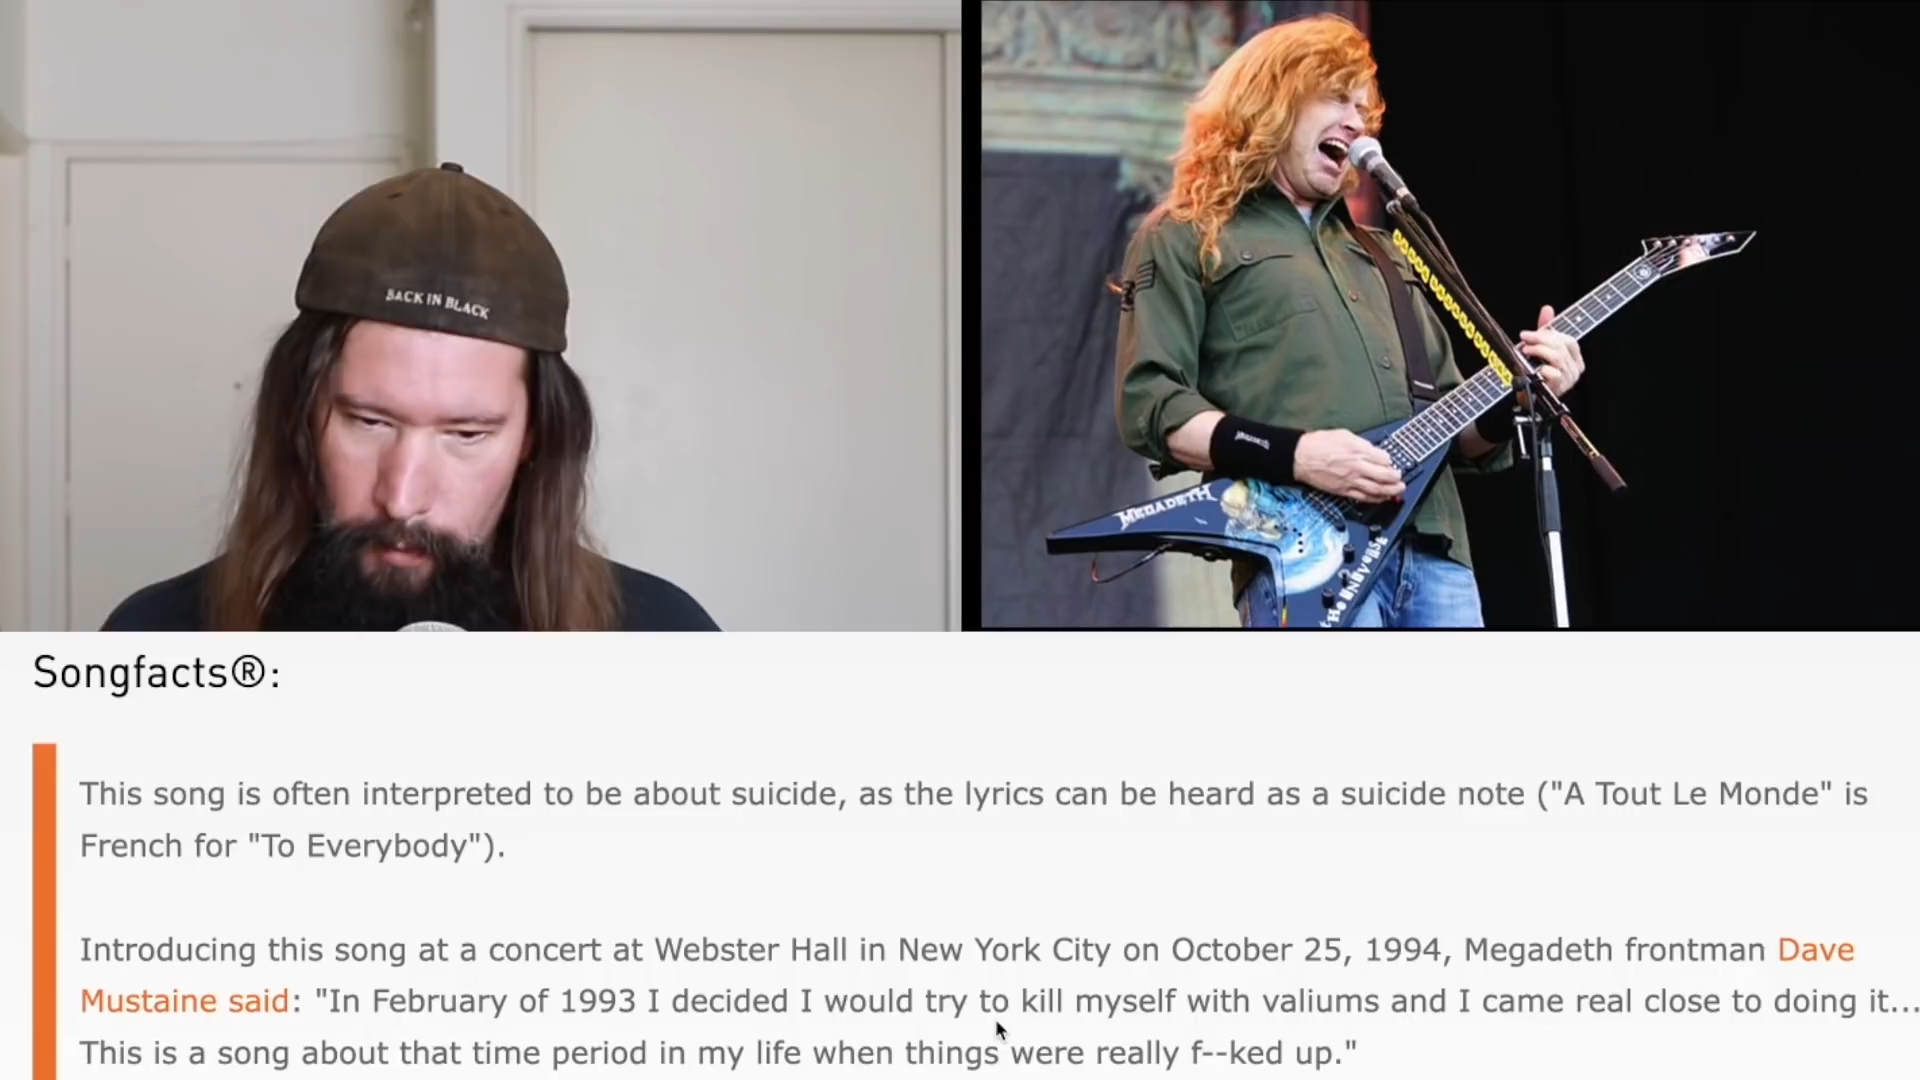 BACK IN BLACK
MEGADETH
Songfacts®:
This song is often interpreted to be about suicide, as the lyrics can be heard as a suicide note ("A Tout Le Monde" is
French for "To Everybody").
Introducing this song at a concert at Webster Hall in New York City on October 25, 1994, Megadeth frontman Dave
Mustaine said: "In February of 1993 I decided I would try to kill myself with valiums and I came real close to doing it...
This is a song about that time period in my life when things were really f--ked up."